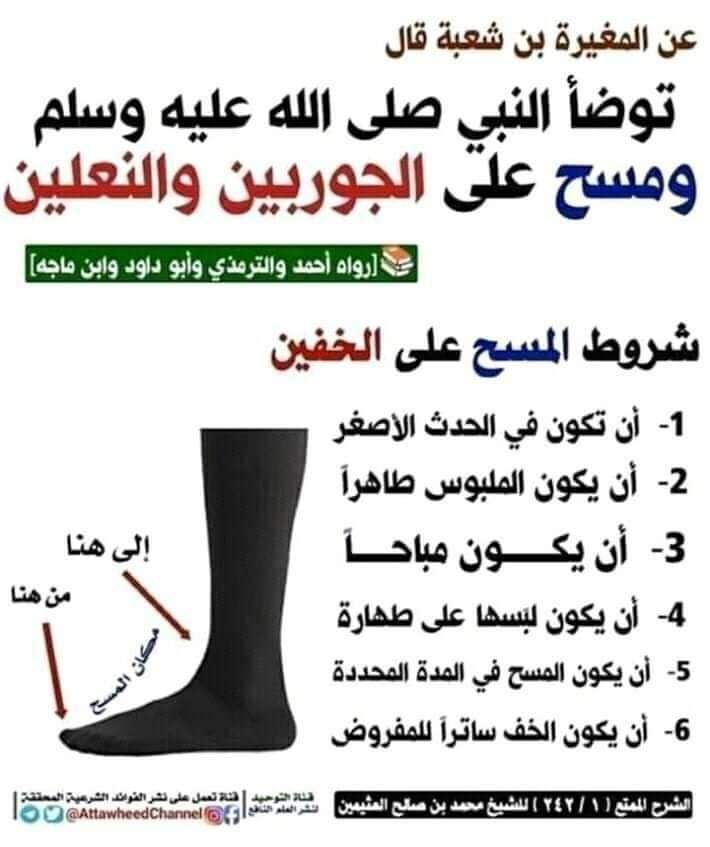 عن المغيرة بن شعبة قال
توضأ النبي صلى الله عليه وسلم
ومسح على الجوربين والنعلين
[رواه أحمد والترمذي وأبو داود وابن ماجه]
شروط المسح على الخفين
1- أن تكون في الحدث الأصغر
2- أن يكون الملبوس طاهراً
3- أن يكـــون مباحـــاً
4- أن يكون لبسها على طهارة
5- أن يكون المسح في المدة المحددة
6- أن يكون الخف ساتراً للمفروض
إلى هنا
من هنا
مكان المسح
الشرح الممتع ( ١ / ٢٤٢ ) للشيخ محمد بن صالح العثيمين
قناة التوحيد
لنشر العلم النافع
قناة تعمل على نشر الفوائد الشرعية المحققة
@AttawheedChannel